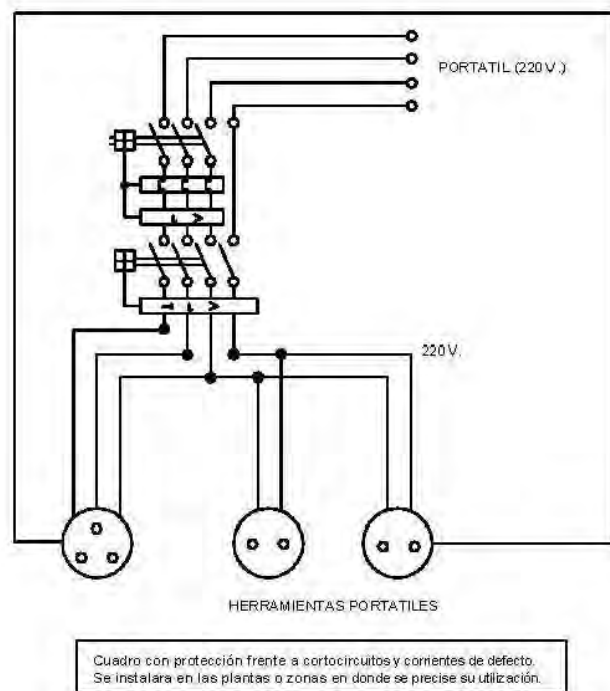 PORTATIL (220 V.)
220 V.
HERRAMIENTAS PORTATILES
Cuadro con protección frente a cortocircuitos y corrientes de defecto.
Se instalara en las plantas o zonas en donde se precise su utilización.